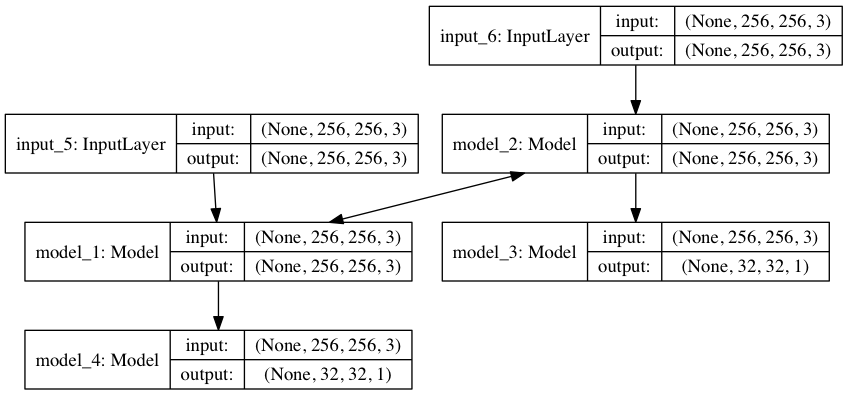 input_6: InputLayer
input: (None, 256, 256, 3)
output: (None, 256, 256, 3)
input_5: InputLayer
input: (None, 256, 256, 3)
output: (None, 256, 256, 3)
model_2: Model
input: (None, 256, 256, 3)
output: (None, 256, 256, 3)
model_1: Model
input: (None, 256, 256, 3)
output: (None, 256, 256, 3)
model_3: Model
input: (None, 256, 256, 3)
output: (None, 32, 32, 1)
model_4: Model
input: (None, 256, 256, 3)
output: (None, 32, 32, 1)